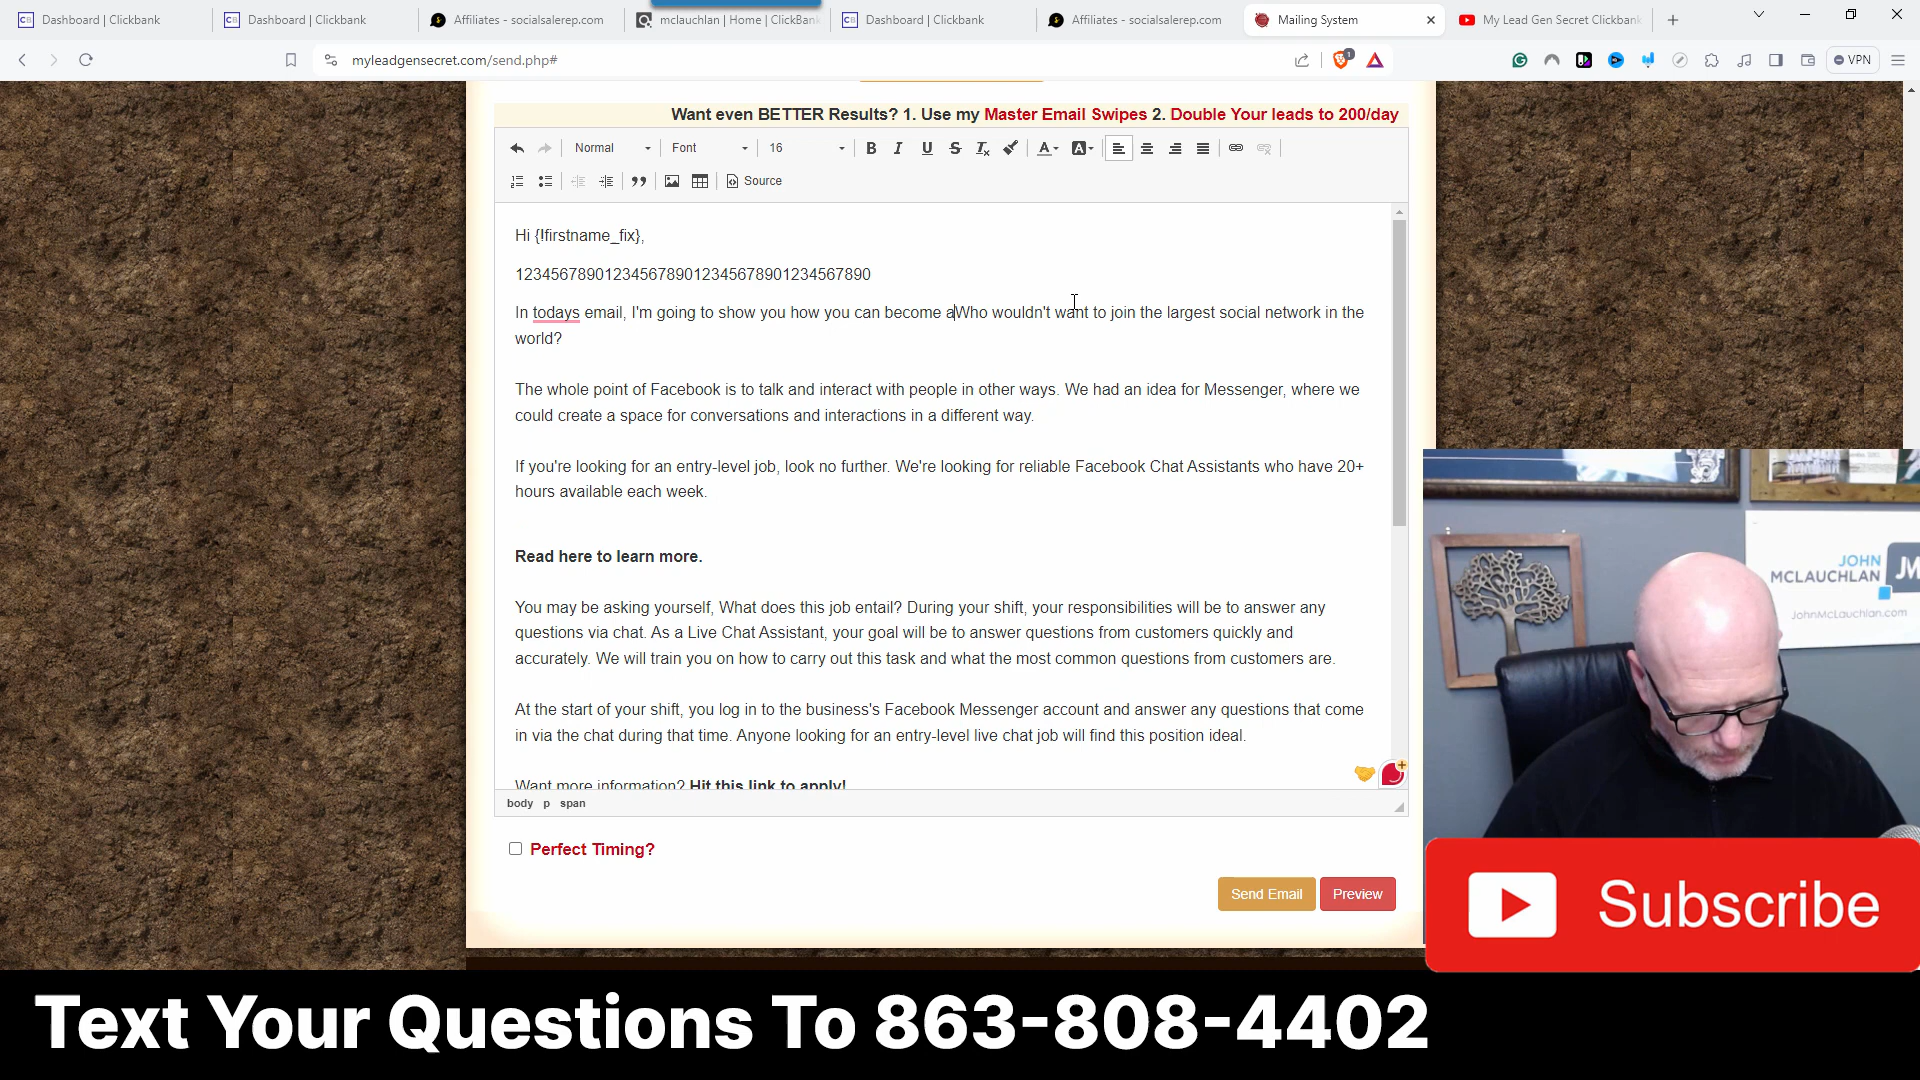 Dashboard | Clickbank
Dashboard | Clickbank
Affiliates - socialsalerep.com
mclauchlan | Home | ClickBank
Dashboard | Clickbank
Affiliates - socialsalerep.com
Mailing System
My Lead Gen Secret Clickbank
myleadgensecret.com/send.php#
1
VPN
Want even BETTER Results? 1. Use my Master Email Swipes 2. Double Your leads to 200/day
Normal
Font
16
Source
Hi {!firstname_fix},
1234567890123456789012345678901234567890
In todays email, I'm going to show you how you can become aWho wouldn't want to join the largest social network in the
world?
The whole point of Facebook is to talk and interact with people in other ways. We had an idea for Messenger, where we
could create a space for conversations and interactions in a different way.
If you're looking for an entry-level job, look no further. We're looking for reliable Facebook Chat Assistants who have 20+
hours available each week.
Read here to learn more.
You may be asking yourself, What does this job entail? During your shift, your responsibilities will be to answer any
questions via chat. As a Live Chat Assistant, your goal will be to answer questions from customers quickly and
accurately. We will train you on how to carry out this task and what the most common questions from customers are.
At the start of your shift, you log in to the business's Facebook Messenger account and answer any questions that come
in via the chat during that time. Anyone looking for an entry-level live chat job will find this position ideal.
Want more information? Hit this link to apply!
body p span
Perfect Timing?
Send Email
Preview
JOHN
MCLAUCHLAN
JM
JohnMcLauchlan.com
Subscribe
Text Your Questions To 863-808-4402